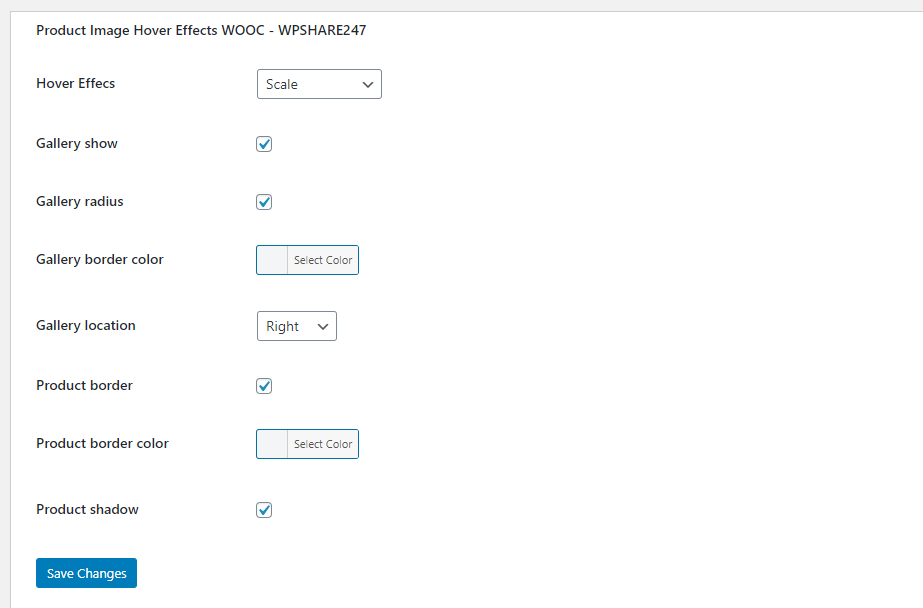 Product Image Hover Effects WOOC - WPSHARE247
Hover Effecs
Scale
Gallery show
Gallery radius
Gallery border color
Select Color
Gallery location
Right
Product border
Product border color
Select Color
Product shadow
Save Changes